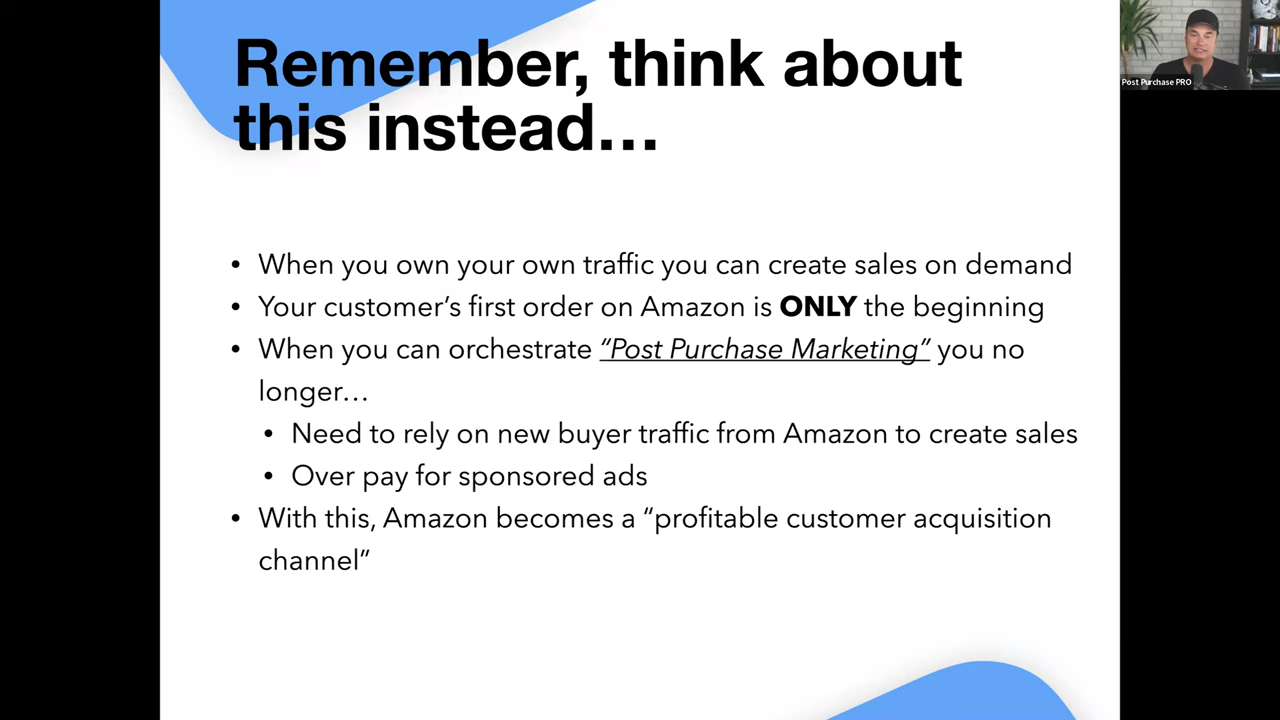 Remember, think about
this instead…
• When you own your own traffic you can create sales on demand
• Your customer’s first order on Amazon is ONLY the beginning
• When you can orchestrate “Post Purchase Marketing” you no
longer…
• Need to rely on new buyer traffic from Amazon to create sales
• Over pay for sponsored ads
• With this, Amazon becomes a “profitable customer acquisition
channel”
Post Purchase PRO